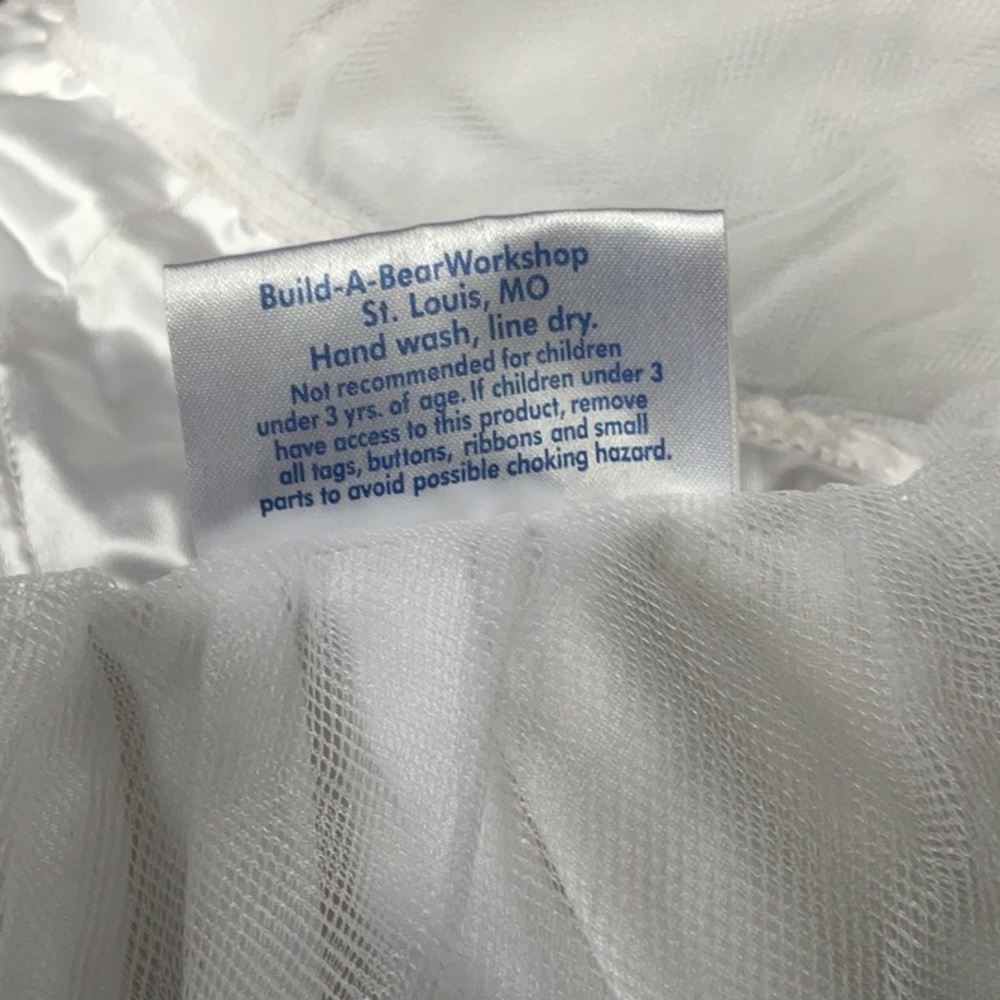 Build-A-BearWorkshop
St. Louis, MO
Hand wash, line dry.
Not recommended for children
under 3 yrs. of age. If children under 3
have access to this product, remove
all tags, buttons, ribbons and small
parts to avoid possible choking hazard.